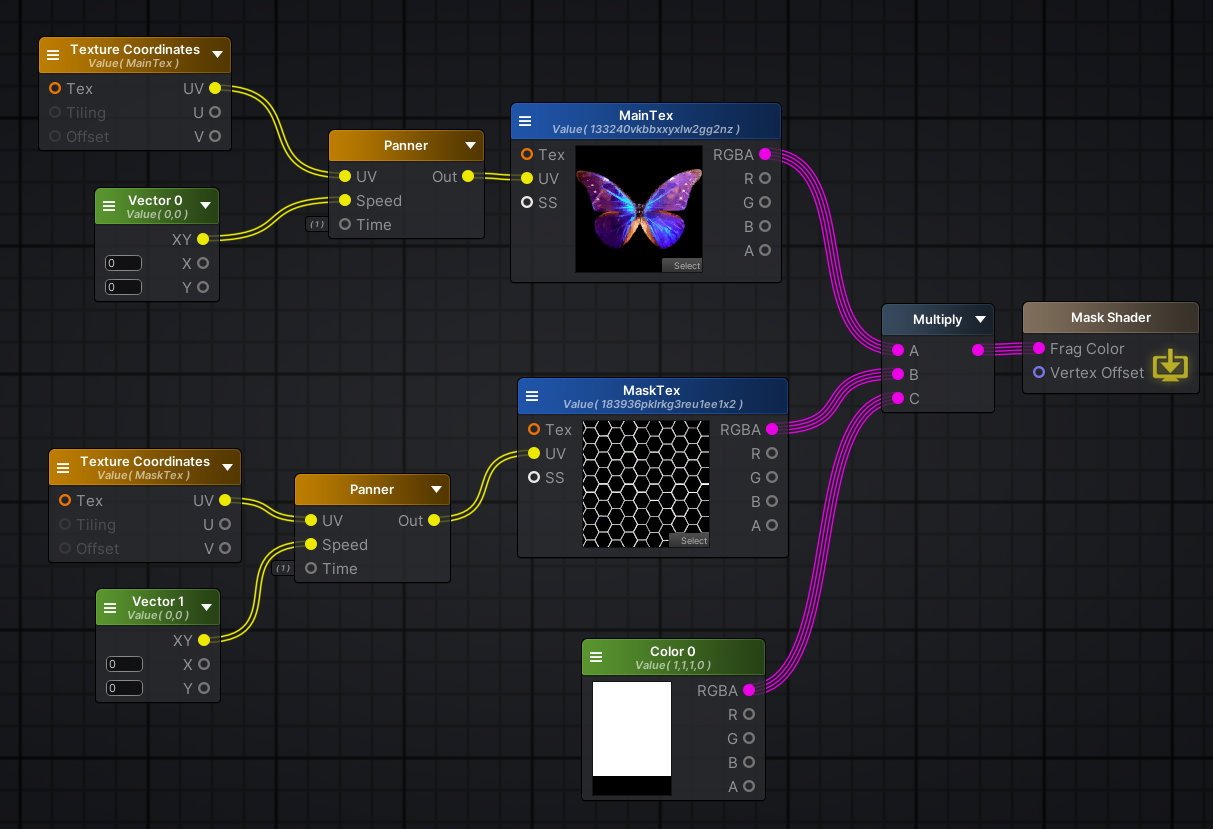 Texture Coordinates
Value( MainTex )
Tex
UV
Tiling
U
Offset
V
Vector 0
Value( 0,0 )
XY
0
X
0
Y
Panner
UV
Out
Speed
(1)
Time
MainTex
Value( 133240vkbbxxyxlw2gg2nz )
Tex
RGBA
UV
R
SS
G
B
A
Select
Multiply
A
B
C
Mask Shader
Frag Color
Vertex Offset
MaskTex
Value( 183936pklrkg3reu1ee1x2 )
Tex
RGBA
UV
R
SS
G
B
A
Select
Texture Coordinates
Value( MaskTex )
Tex
UV
Tiling
U
Offset
V
Panner
UV
Out
Speed
(1)
Time
Vector 1
Value( 0,0 )
XY
0
X
0
Y
Color 0
Value( 1,1,1,0 )
RGBA
R
G
B
A